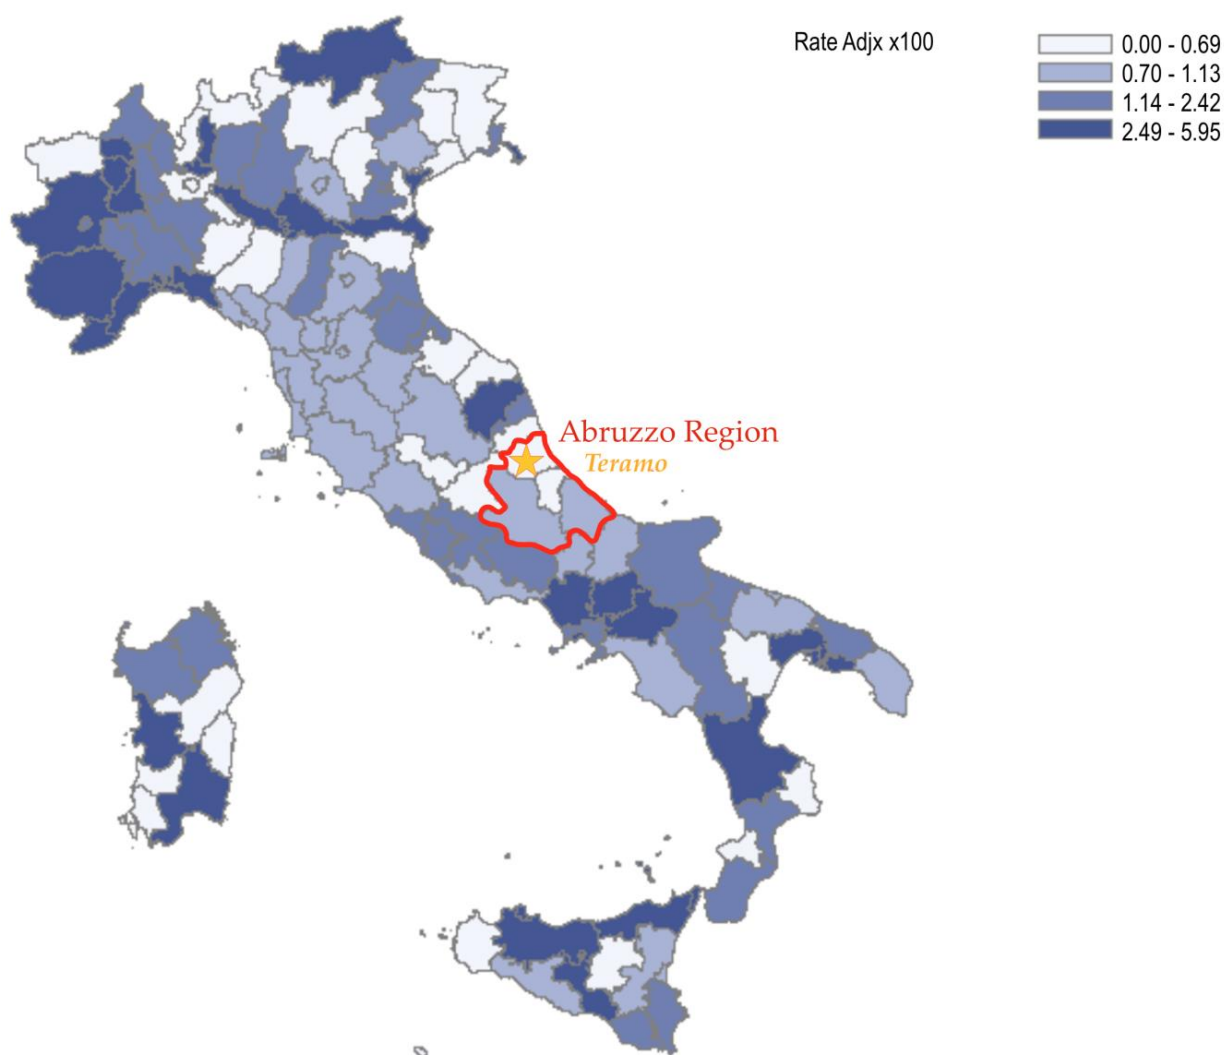 Rate Adjx x100
0.00 - 0.69
0.70 - 1.13
1.14 - 2.42
2.49 - 5.95
Abruzzo Region
Teramo